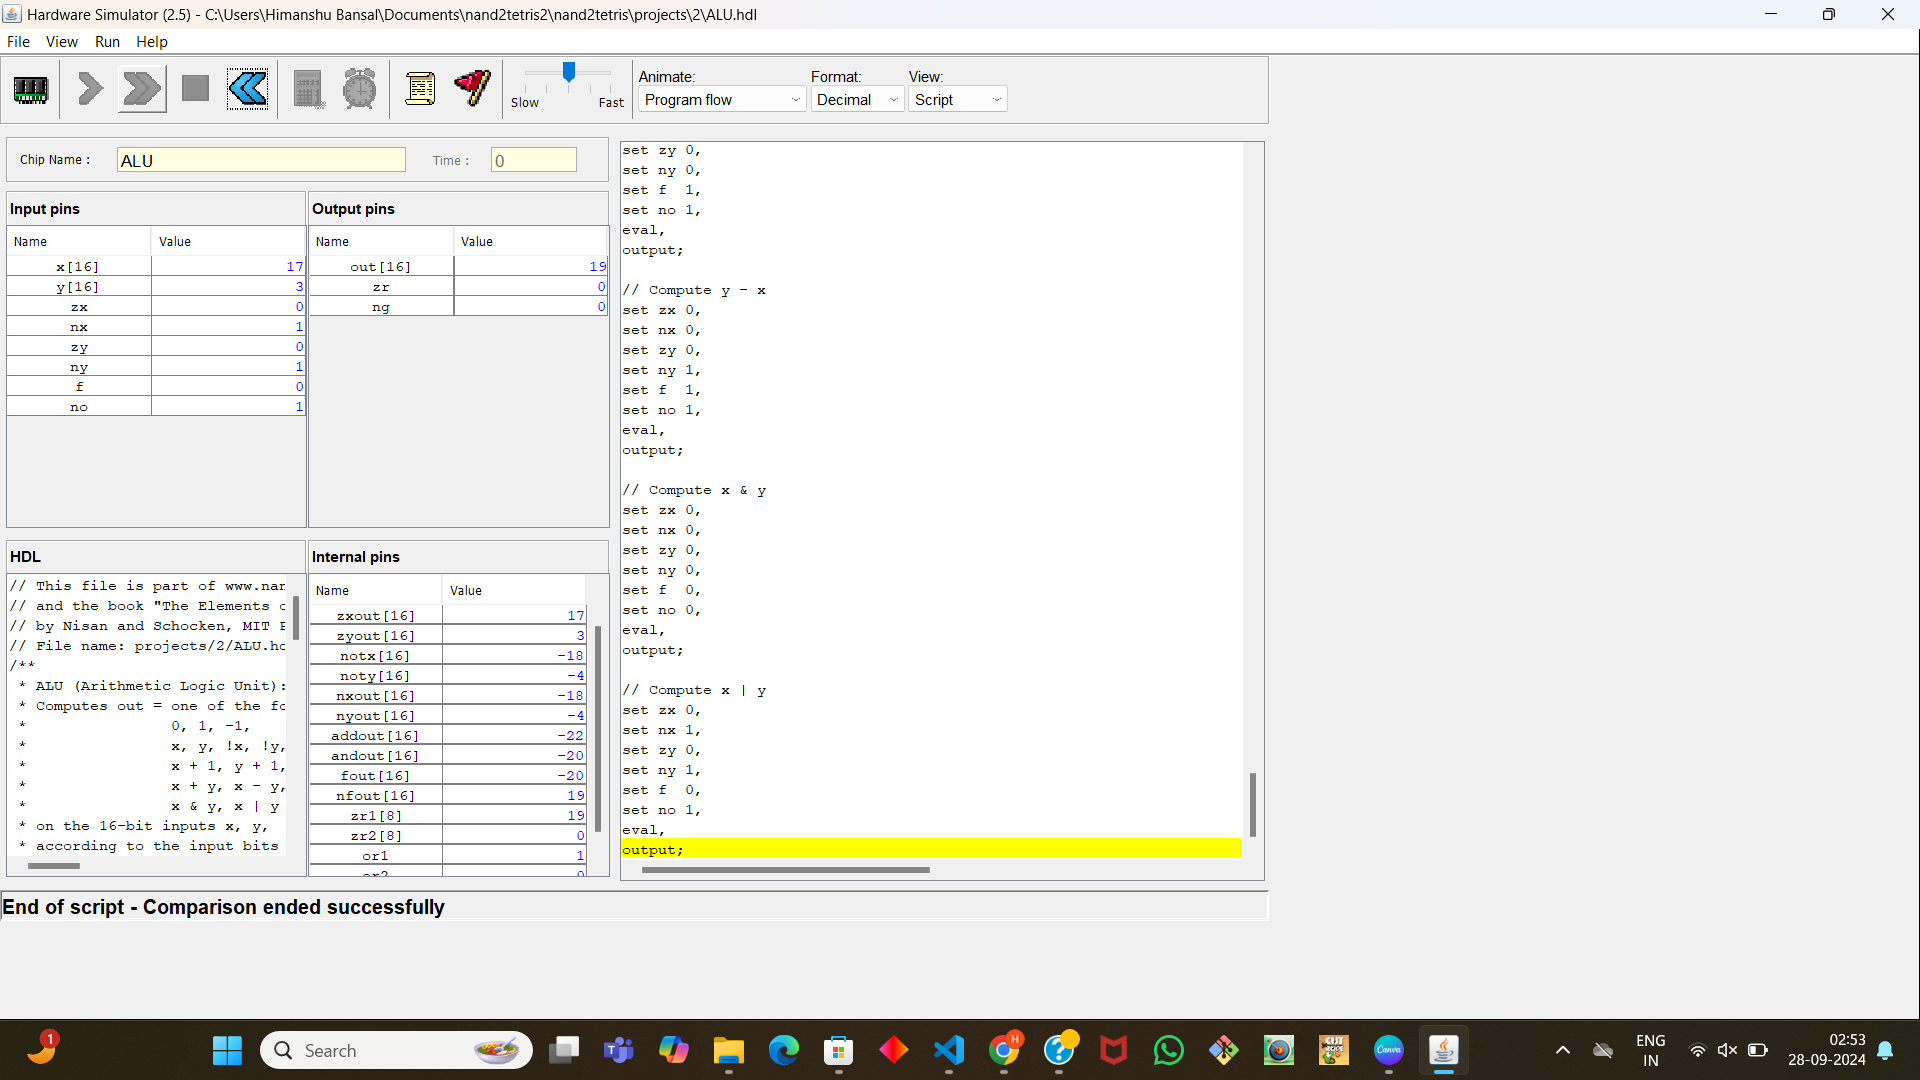 Hardware Simulator (2.5) - C:\Users\Himanshu Bansal\Documents\nand2tetris2\nand2tetris\projects\2\ALU.hdl
File View Run Help
Slow Fast
Animate: Format: View:
Program flow Decimal Script
Chip Name : ALU Time : 0
Input pins
Name Value
x[16] 17
y[16] 3
zx 0
nx 1
zy 0
ny 1
f 0
no 1
Output pins
Name Value
out[16] 19
zr 0
ng 0
HDL
// This file is part of www.nan
// and the book "The Elements o
// by Nisan and Schocken, MIT P
// File name: projects/2/ALU.hd
/**
* ALU (Arithmetic Logic Unit):
* Computes out = one of the fo
* 0, 1, -1,
* x, y, !x, !y,
* x + 1, y + 1,
* x + y, x - y,
* x & y, x | y
* on the 16-bit inputs x, y,
* according to the input bits
Internal pins
Name Value
zxout[16] 17
zyout[16] 3
notx[16] -18
noty[16] -4
nxout[16] -18
nyout[16] -4
addout[16] -22
andout[16] -20
fout[16] -20
nfout[16] 19
zr1[8] 19
zr2[8] 0
or1 1
or2 0
set zy 0,
set ny 0,
set f  1,
set no 1,
eval,
output;
// Compute y - x
set zx 0,
set nx 0,
set zy 0,
set ny 1,
set f  1,
set no 1,
eval,
output;
// Compute x & y
set zx 0,
set nx 0,
set zy 0,
set ny 0,
set f  0,
set no 0,
eval,
output;
// Compute x | y
set zx 0,
set nx 1,
set zy 0,
set ny 1,
set f  0,
set no 1,
eval,
output;
End of script - Comparison ended successfully
1
Search
H
Canva
ENG
IN
02:53
28-09-2024